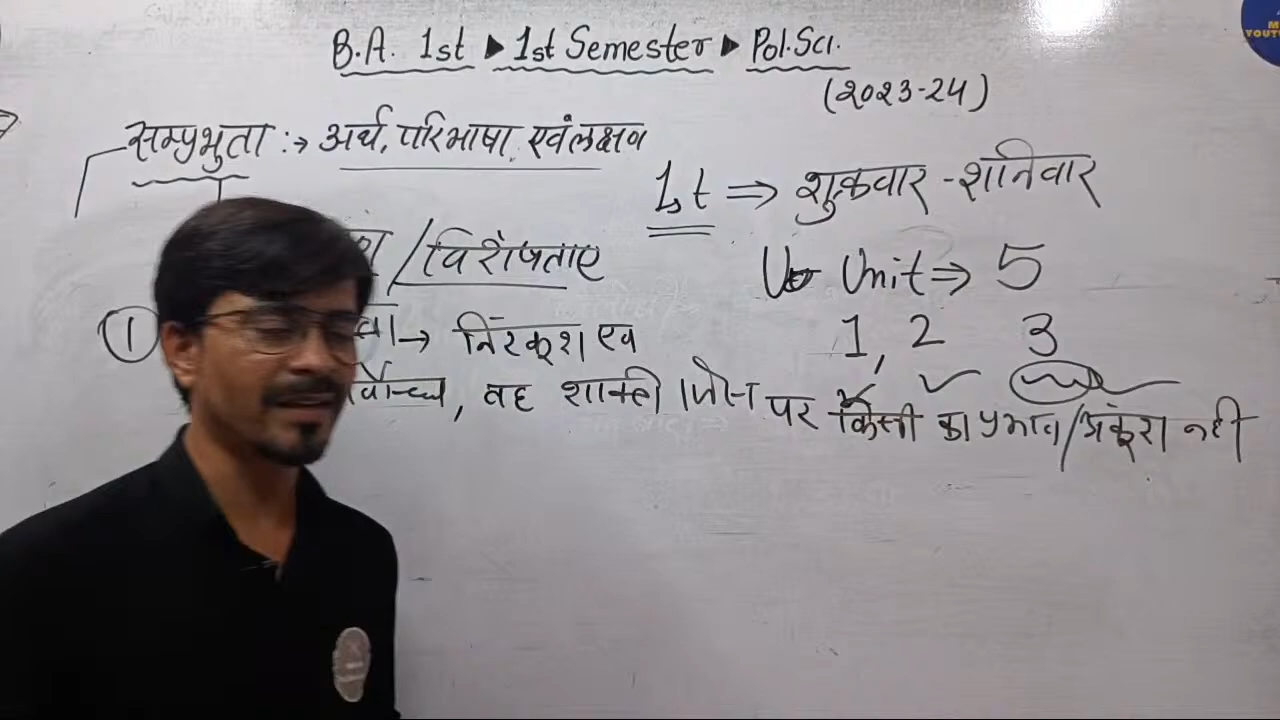 B.A. 1st ▶ 1st Semester ▶ Pol.Sci.
(2023-24)
सम्प्रभुता :→ अर्थ, परिभाषा एवं लक्षण
1st ⇒ शुक्रवार - शनिवार
/विशेषताए
Unit ⇒ 5
① → निरंकुश एव
1, 2 3
वह शक्ती जिस पर किसी का प्रभाव/अंकुश नही